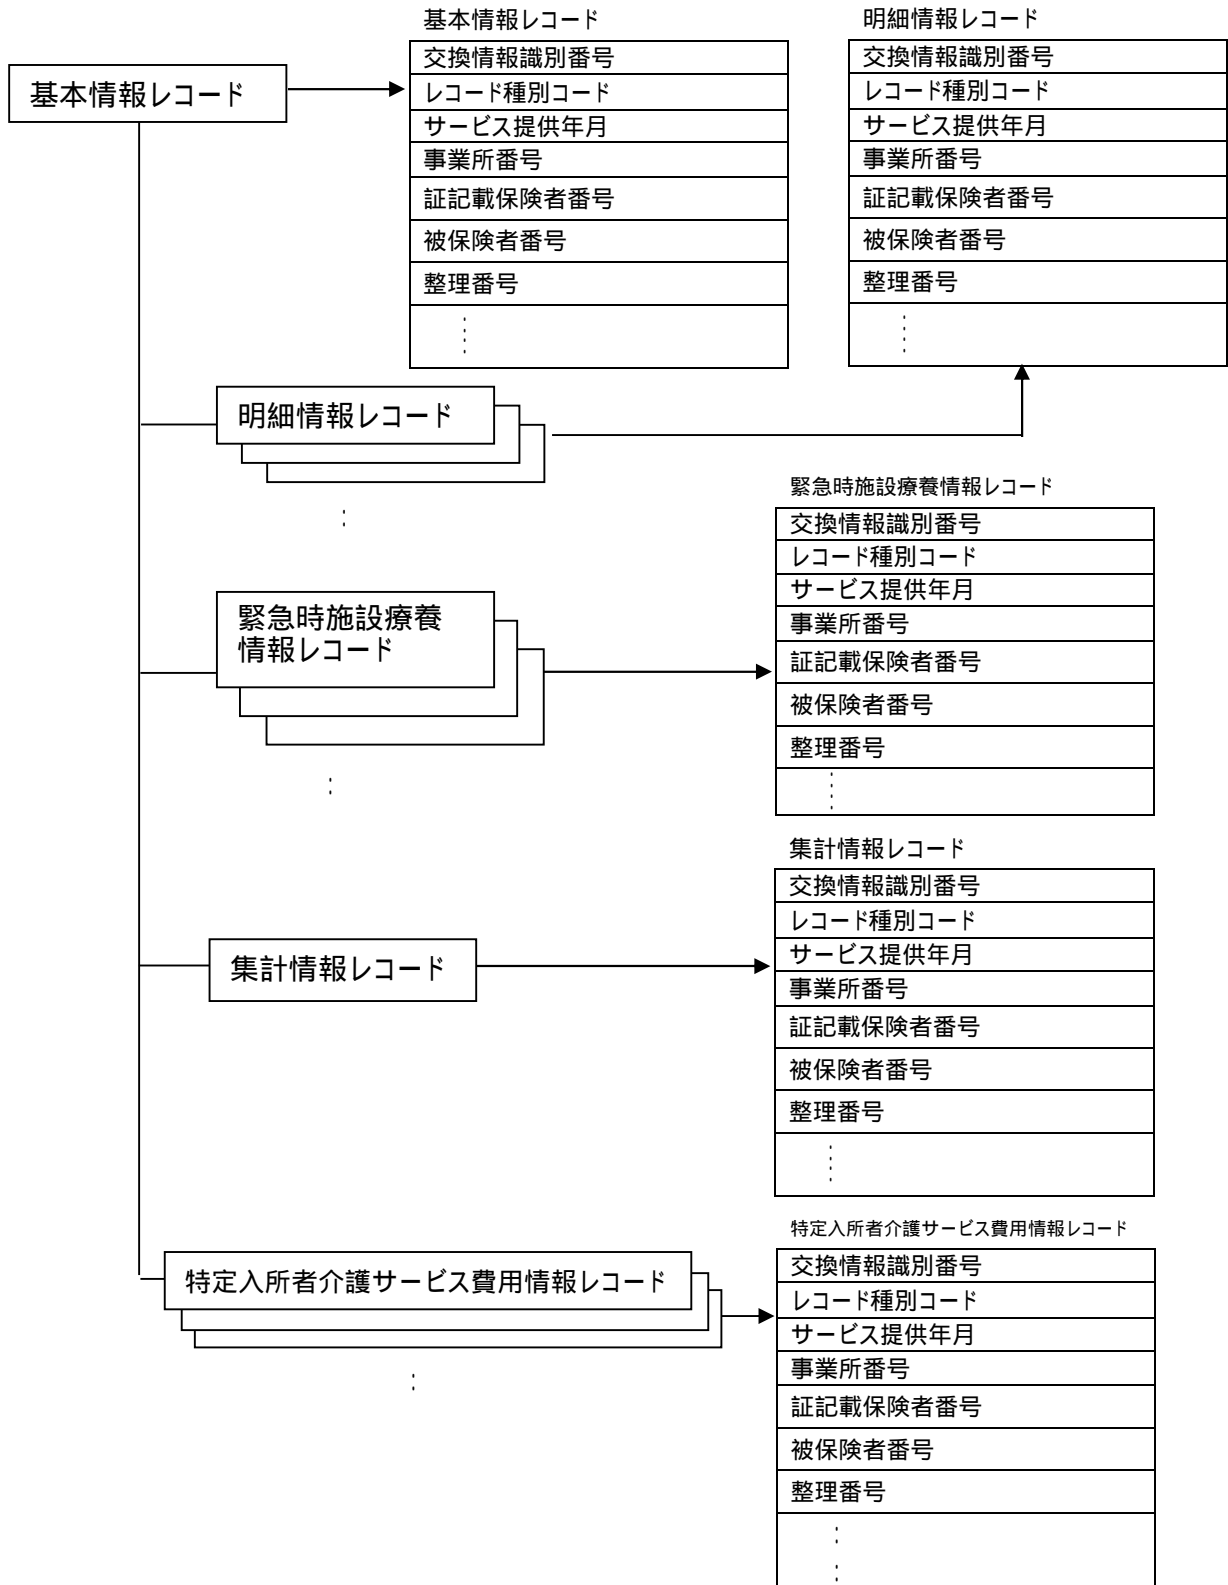 基本情報レコード
基本情報レコード
交換情報識別番号
レコード種別コード
サービス提供年月
事業所番号
証記載保険者番号
被保険者番号
整理番号
明細情報レコード
交換情報識別番号
レコード種別コード
サービス提供年月
事業所番号
証記載保険者番号
被保険者番号
整理番号
明細情報レコード
緊急時施設療養
情報レコード
緊急時施設療養情報レコード
交換情報識別番号
レコード種別コード
サービス提供年月
事業所番号
証記載保険者番号
被保険者番号
整理番号
集計情報レコード
集計情報レコード
交換情報識別番号
レコード種別コード
サービス提供年月
事業所番号
証記載保険者番号
被保険者番号
整理番号
特定入所者介護サービス費用情報レコード
特定入所者介護サービス費用情報レコード
交換情報識別番号
レコード種別コード
サービス提供年月
事業所番号
証記載保険者番号
被保険者番号
整理番号